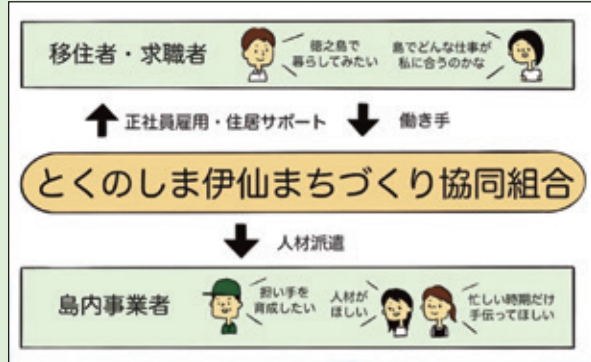 移住者・求職者
徳之島で
暮らしてみたい
島でどんな仕事が
私に合うのかな
正社員雇用・住居サポート
働き手
とくのしま伊仙まちづくり協同組合
人材派遣
島内事業者
担い手を
育成したい
人材が
ほしい
忙しい時期だけ
手伝ってほしい